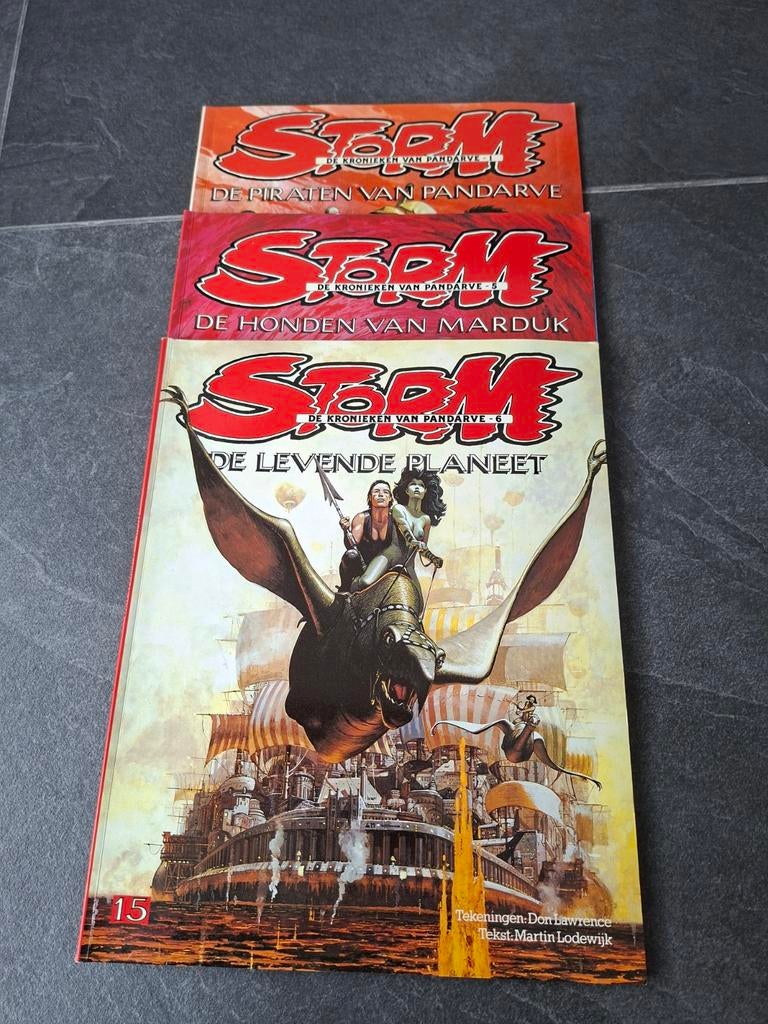 STORM
DE KRONIEKEN VAN PANDARVE - 1
DE PIRATEN VAN PANDARVE
STORM
DE KRONIEKEN VAN PANDARVE - 5
DE HONDEN VAN MARDUK
STORM
DE KRONIEKEN VAN PANDARVE - 6
DE LEVENDE PLANEET
15
Tekeningen: Don Lawrence
Tekst: Martin Lodewijk